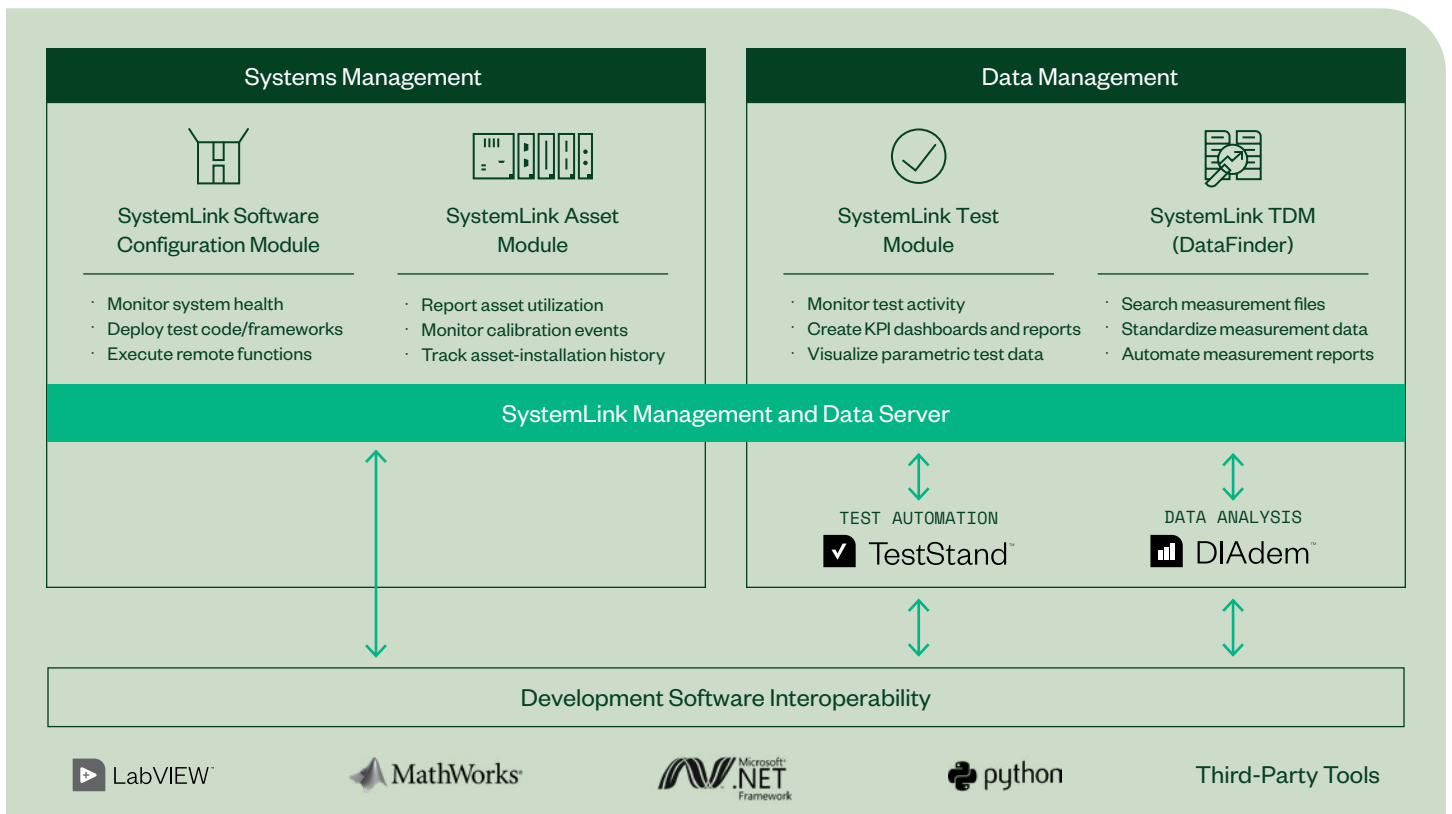 Systems Management
SystemLink Software
Configuration Module
· Monitor system health
· Deploy test code/frameworks
· Execute remote functions
SystemLink Asset
Module
· Report asset utilization
· Monitor calibration events
· Track asset-installation history
Data Management
SystemLink Test
Module
· Monitor test activity
· Create KPI dashboards and reports
· Visualize parametric test data
SystemLink TDM
(DataFinder)
· Search measurement files
· Standardize measurement data
· Automate measurement reports
SystemLink Management and Data Server
TEST AUTOMATION
TestStand™
DATA ANALYSIS
DIAdem™
Development Software Interoperability
LabVIEW™
MathWorks®
Microsoft®
.NET
Framework
python
Third-Party Tools